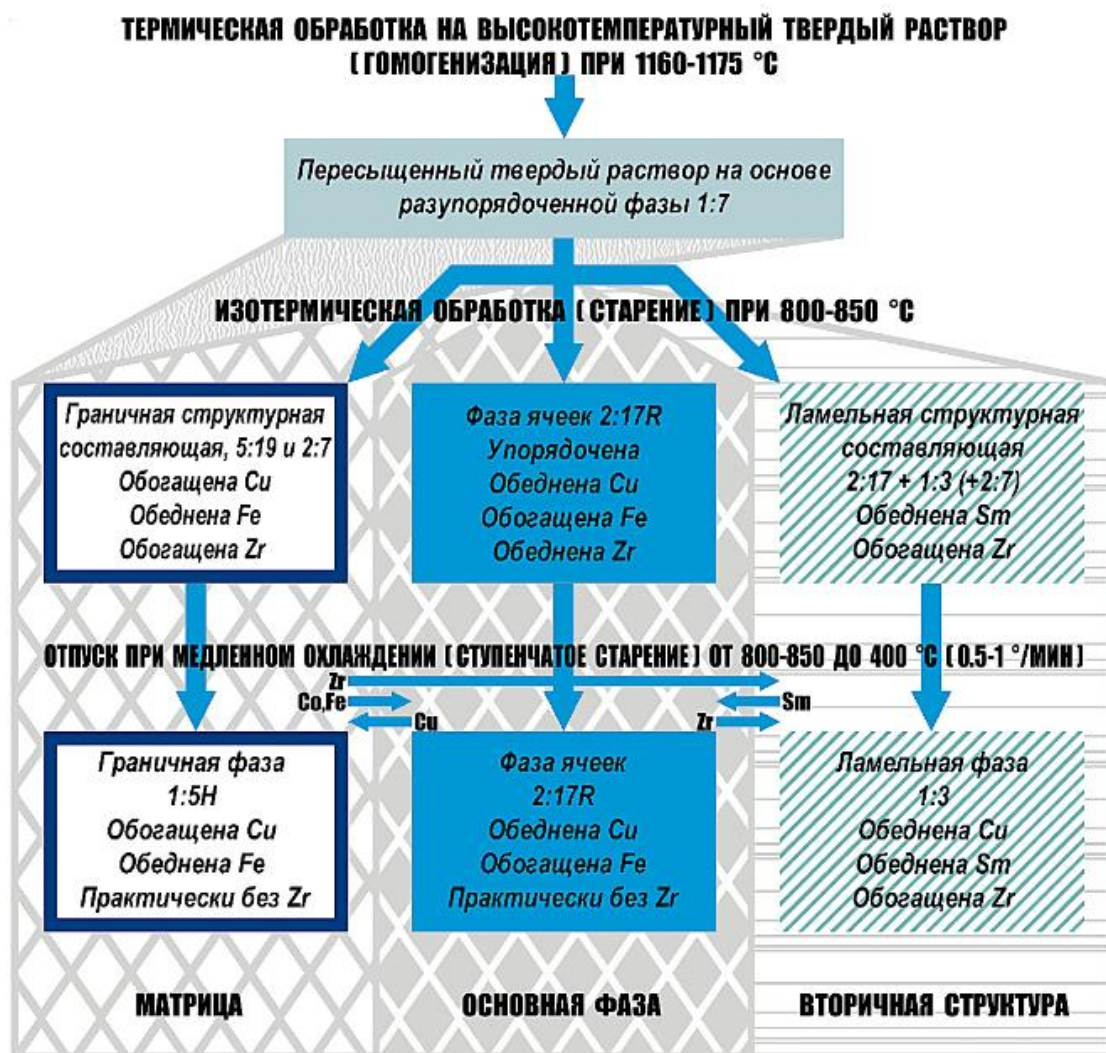 ТЕРМИЧЕСКАЯ ОБРАБОТКА НА ВЫСОКОТЕМПЕРАТУРНЫЙ ТВЕРДЫЙ РАСТВОР
(ГОМОГЕНИЗАЦИЯ) ПРИ 1160-1175 °C
Пересыщенный твердый раствор на основе
разупорядоченной фазы 1:7
ИЗОТЕРМИЧЕСКАЯ ОБРАБОТКА (СТАРЕНИЕ) ПРИ 800-850 °C
Граничная структурная
составляющая, 5:19 и 2:7
Обогащена Cu
Обеднена Fe
Обогащена Zr
Фаза ячеек 2:17R
Упорядочена
Обеднена Cu
Обогащена Fe
Обеднена Zr
Ламельная структурная
составляющая
2:17 + 1:3 (+2:7)
Обеднена Sm
Обогащена Zr
ОТПУСК ПРИ МЕДЛЕННОМ ОХЛАЖДЕНИИ (СТУПЕНЧАТОЕ СТАРЕНИЕ) ОТ 800-850 ДО 400 °C (0.5-1 °/МИН)
Zr
Co,Fe
Sm
Cu
Zr
Граничная фаза
1:5H
Обогащена Cu
Обеднена Fe
Практически без Zr
Фаза ячеек
2:17R
Обеднена Cu
Обогащена Fe
Практически без Zr
Ламельная фаза
1:3
Обеднена Cu
Обеднена Sm
Обогащена Zr
МАТРИЦА
ОСНОВНАЯ ФАЗА
ВТОРИЧНАЯ СТРУКТУРА